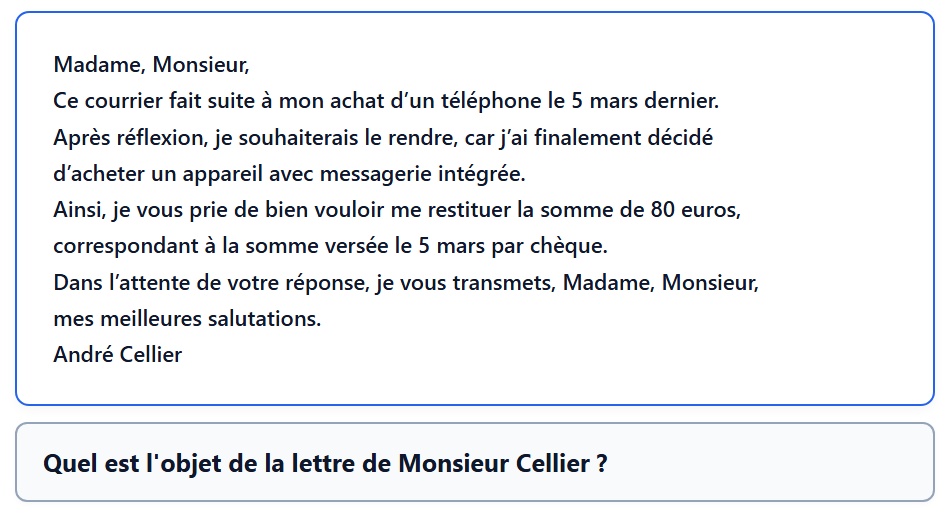 Madame, Monsieur,
Ce courrier fait suite à mon achat d’un téléphone le 5 mars dernier.
Après réflexion, je souhaiterais le rendre, car j’ai finalement décidé
d’acheter un appareil avec messagerie intégrée.
Ainsi, je vous prie de bien vouloir me restituer la somme de 80 euros,
correspondant à la somme versée le 5 mars par chèque.
Dans l’attente de votre réponse, je vous transmets, Madame, Monsieur,
mes meilleures salutations.
André Cellier
Quel est l'objet de la lettre de Monsieur Cellier ?